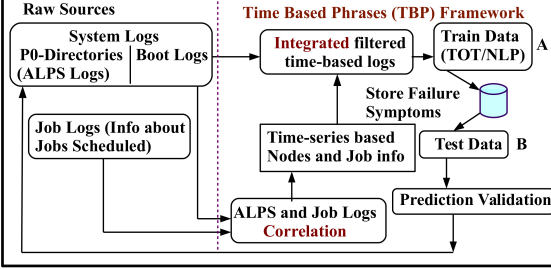 Raw Sources
Time Based Phrases (TBP) Framework
System Logs
P0-Directories | Boot Logs
(ALPS Logs)
Integrated filtered
time-based logs
Train Data
(TOT/NLP)
A
Store Failure
Symptoms
Job Logs (Info about
Jobs Scheduled)
Time-series based
Nodes and Job info
Test Data
B
Prediction Validation
ALPS and Job Logs
Correlation